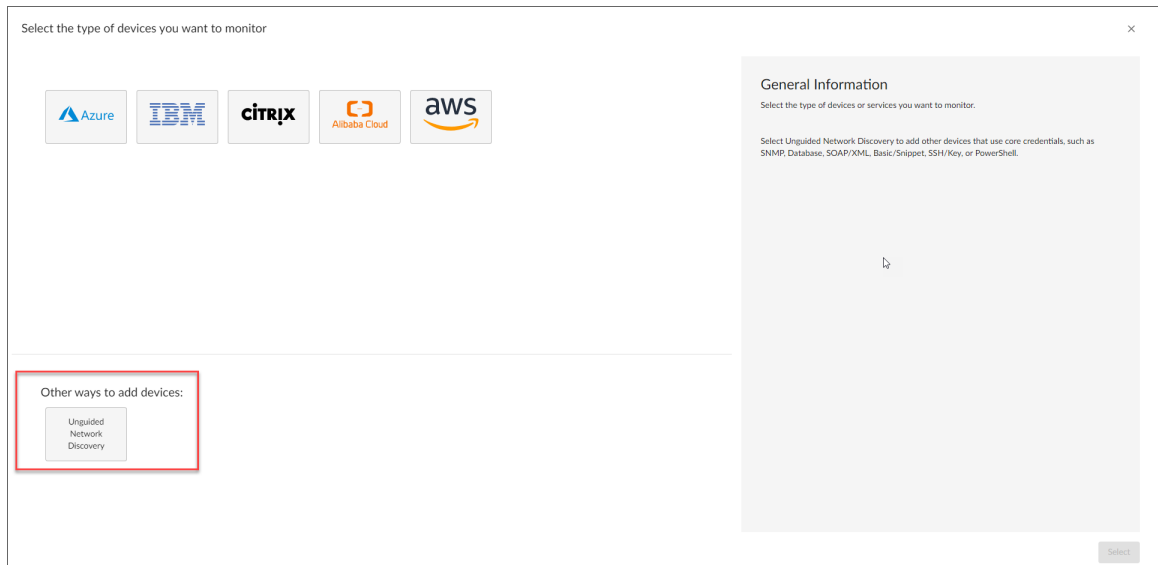 Select the type of devices you want to monitor
Azure
IBM
CİTRIX
Alibaba Cloud
aws
General Information
Select the type of devices or services you want to monitor.
Select Unguided Network Discovery to add other devices that use core credentials, such as
SNMP, Database, SOAP/XML, Basic/Snippet, SSH/Key, or PowerShell.
Other ways to add devices:
Unguided
Network
Discovery
Select